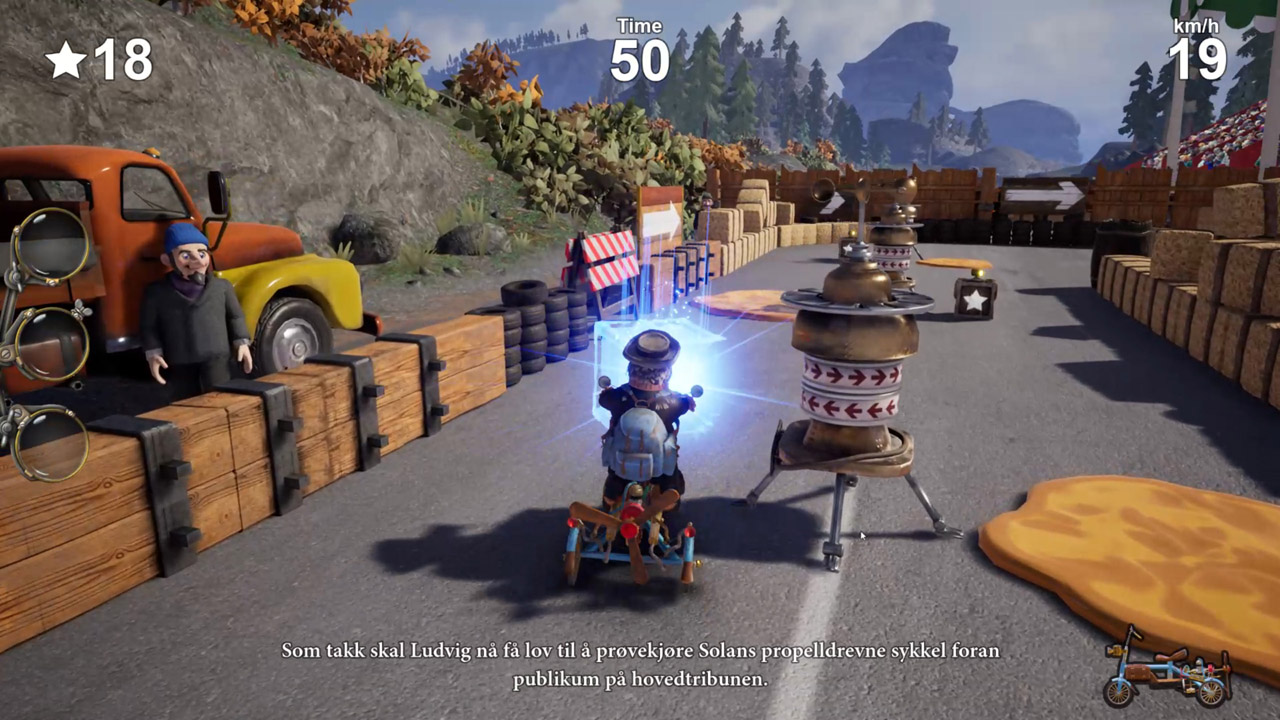 18
Time
50
km/h
19
Som takk skal Ludvig nå få lov til å prøvekjøre Solans propelldrevne sykkel foran
publikum på hovedtribunen.